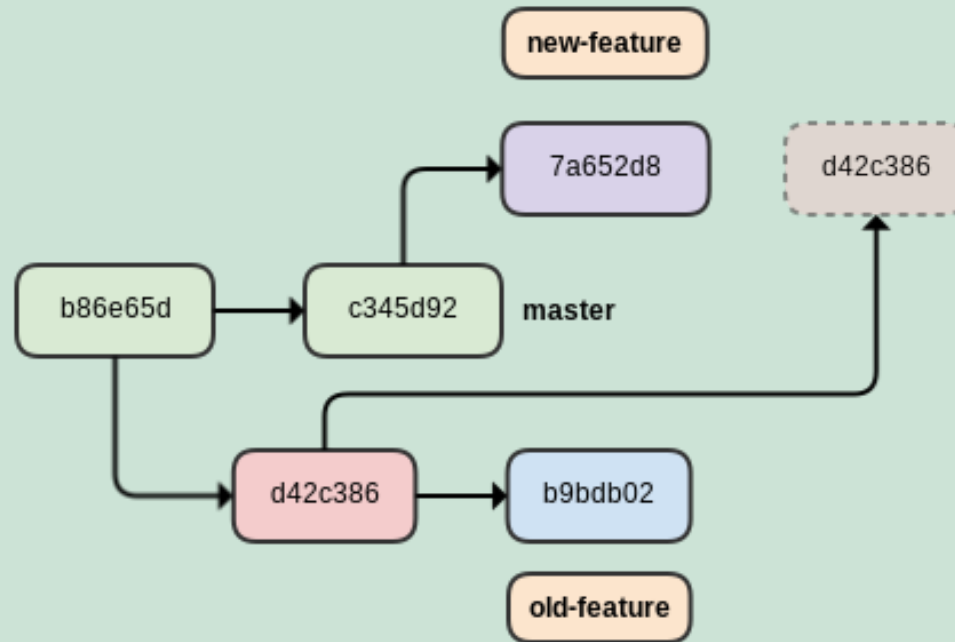 new-feature
7a652d8
d42c386
b86e65d
c345d92
master
d42c386
b9bdb02
old-feature